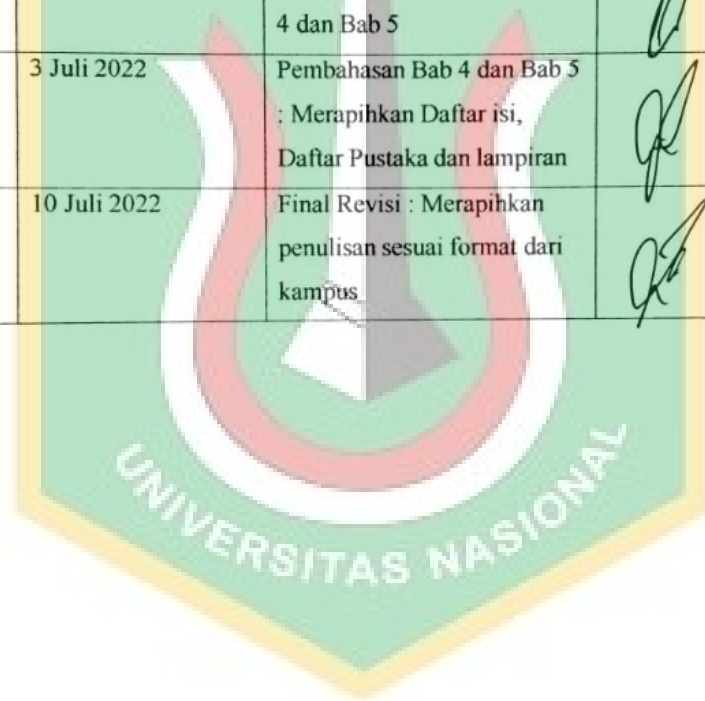 4 dan Bab 5
3 Juli 2022
Pembahasan Bab 4 dan Bab 5
: Merapihkan Daftar isi,
Daftar Pustaka dan lampiran
10 Juli 2022
Final Revisi : Merapihkan
penulisan sesuai format dari
kampus
UNIVERSITAS NASIONAL